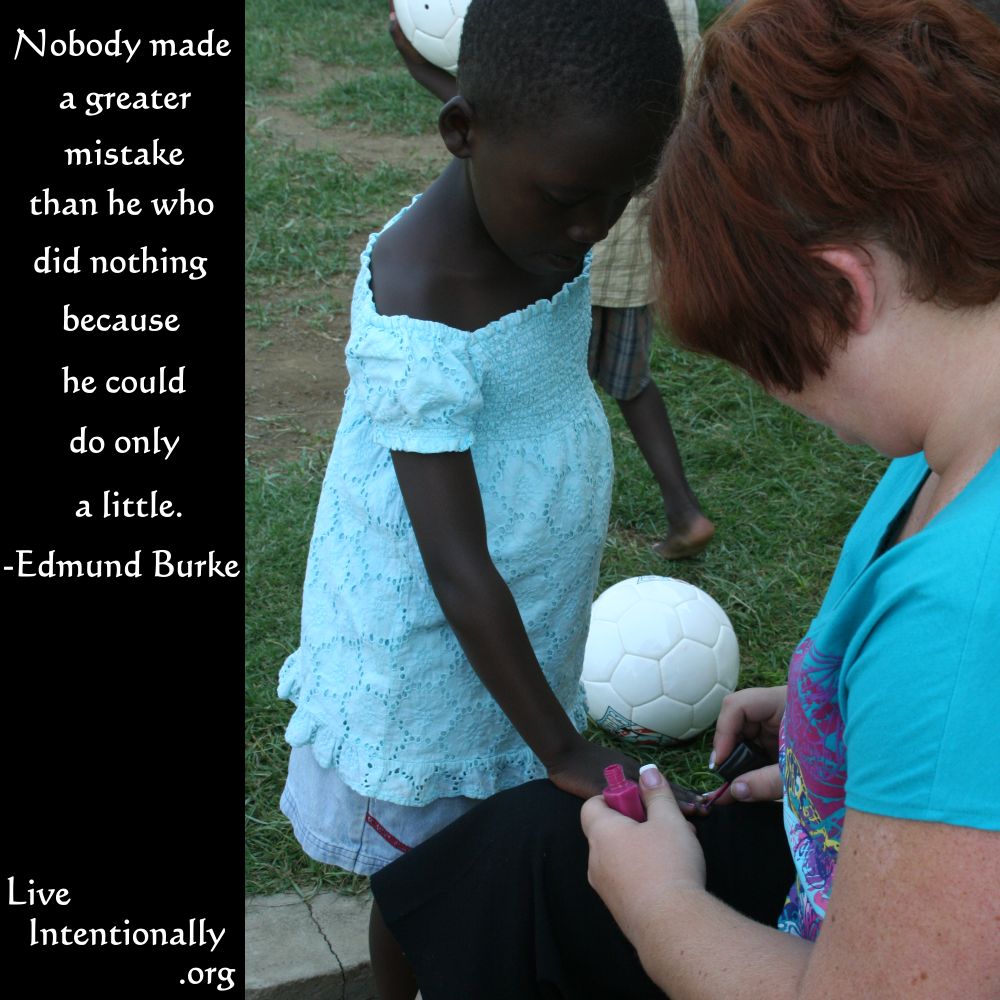 Nobody made
a greater
mistake
than he who
did nothing
because
he could
do only
a little.
-Edmund Burke
Live
Intentionally
.org